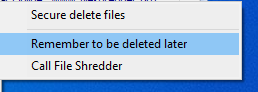 Secure delete files
Remember to be deleted later
Call File Shredder